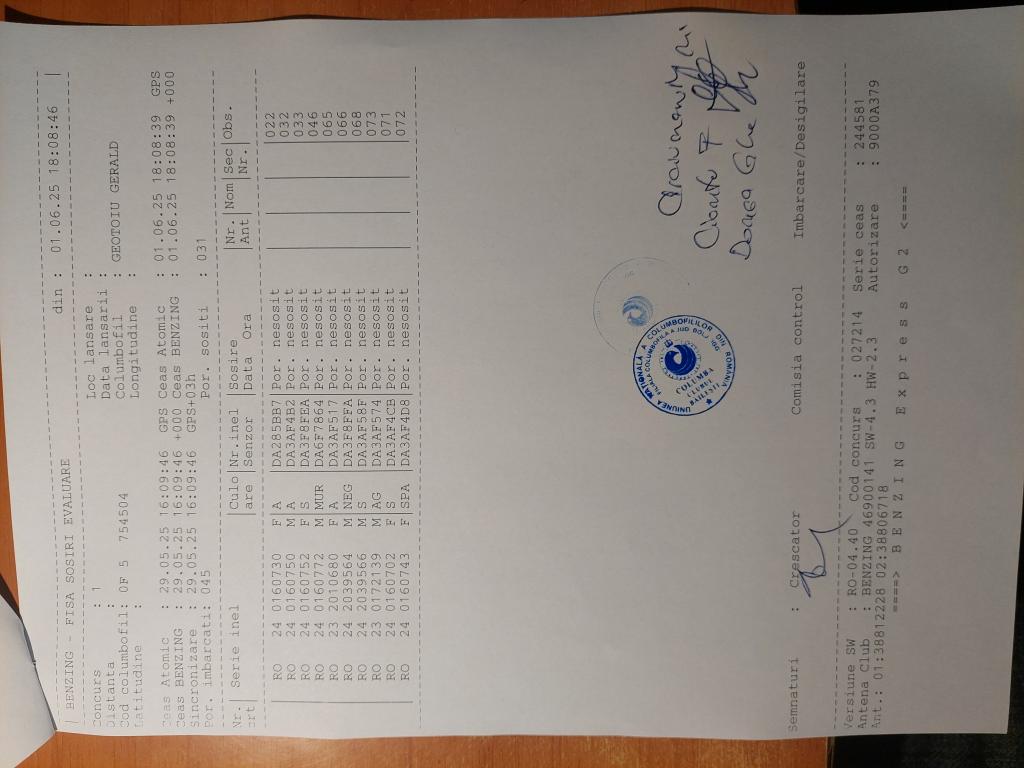 BENZING - FISA SOSIRI EVALUARE din : 01.06.25 18:08:46
Concurs : 1 Loc lansare :
Distanta : Data lansarii :
Cod columbofil: OF 5 754504 Columbofil : GEOTOIU GERALD
Latitudine : Longitudine :
Ceas Atomic : 29.05.25 16:09:46 GPS Ceas Atomic : 01.06.25 18:08:39 GPS
Ceas BENZING : 29.05.25 16:09:46 +000 Ceas BENZING : 01.06.25 18:08:39 +000
Sincronizare : 29.05.25 16:09:46 GPS+03h
Por. imbarcati: 045 Por. sositi : 031
Nr.| Serie inel |Culo|Nr.inel |Sosire |Nr. |Nom|Sec|Obs.
crt| |are |Senzor |Data Ora |Ant | |Nr.|
RO 24 0160730 F|A |DA285BB7|Por. nesosit 022
RO 24 0160750 M|A |DA3AF4B2|Por. nesosit 032
RO 24 0160752 F|S |DA3F8FEA|Por. nesosit 033
RO 24 0160772 M|MUR |DA6F7864|Por. nesosit 046
RO 23 2010680 F|A |DA3AF517|Por. nesosit 065
RO 24 2039564 M|NEG |DA3F8FFA|Por. nesosit 066
RO 24 2039566 M|S |DA3AF58F|Por. nesosit 068
RO 23 0172139 M|AG |DA3AF574|Por. nesosit 073
RO 24 0160702 F|S |DA3AF4CB|Por. nesosit 071
RO 24 0160743 F|SPA |DA3AF4D8|Por. nesosit 072
UNIUNEA NAȚIONALĂ A COLUMBOFILILOR DIN ROMÂNIA
COLUMBA
CLUBUL
BAILESTI
Semnaturi : Crescator Comisia control Imbarcare/Desigilare
Versiune SW : RO-04.40\ Cod concurs : 027214 Serie ceas : 244581
Antena Club : BENZING 46900141 SW-4.3 HW-2.3 Autorizare : 9000A379
Ant.: 01:38812228 02:38806718
====> BENZING Express G2 <====